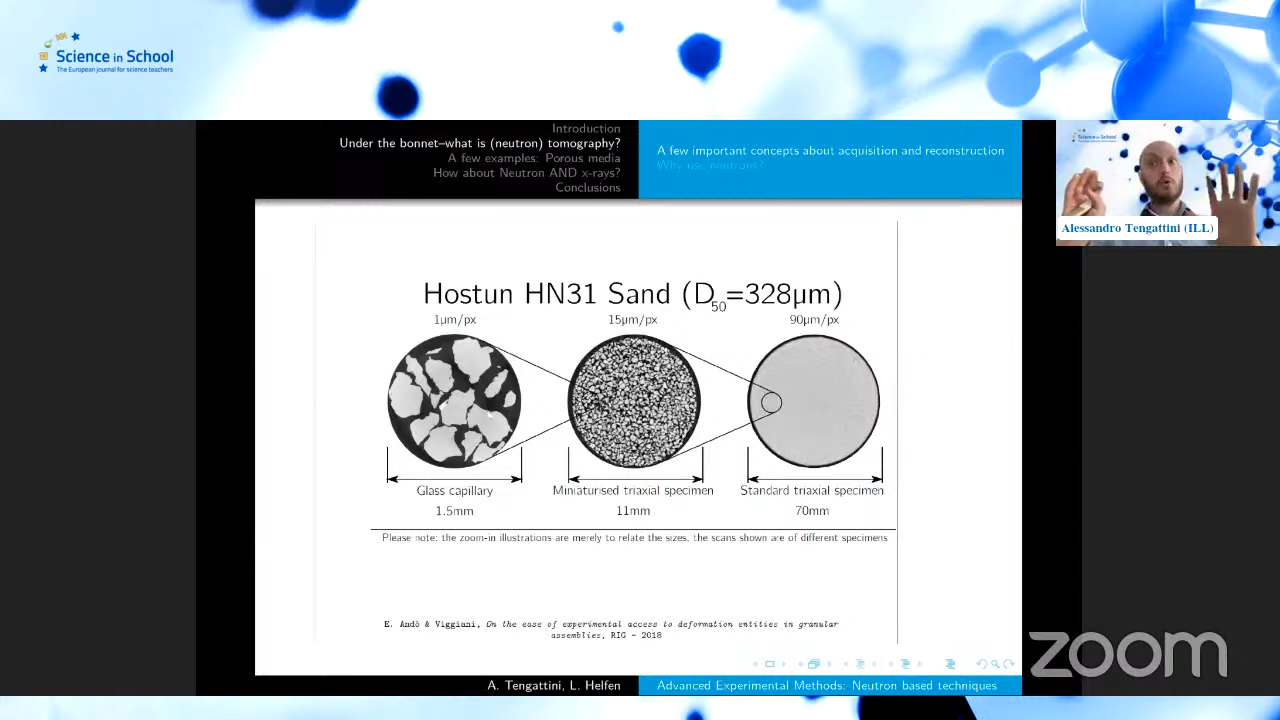 Science in School
The European journal for science teachers
Introduction
Under the bonnet–what is (neutron) tomography?
A few examples: Porous media
How about Neutron AND x-rays?
Conclusions
A few important concepts about acquisition and reconstruction
Why use neutrons?
Science in School
Alessandro Tengattini (ILL)
Hostun HN31 Sand (D50=328µm)
1µm/px
15µm/px
90µm/px
Glass capillary
Miniaturised triaxial specimen
Standard triaxial specimen
1.5mm
11mm
70mm
Please note: the zoom-in illustrations are merely to relate the sizes, the scans shown are of different specimens
E. Andò & Viggiani, On the ease of experimental access to deformation entities in granular
assemblies, RIG - 2018
zoom
A. Tengattini, L. Helfen
Advanced Experimental Methods: Neutron based techniques